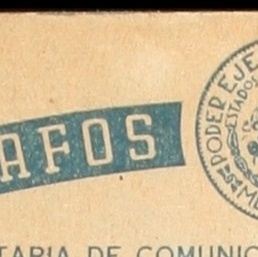 AFOS
PODER EJE
ESTADOS
TARIA DE COMUNIC